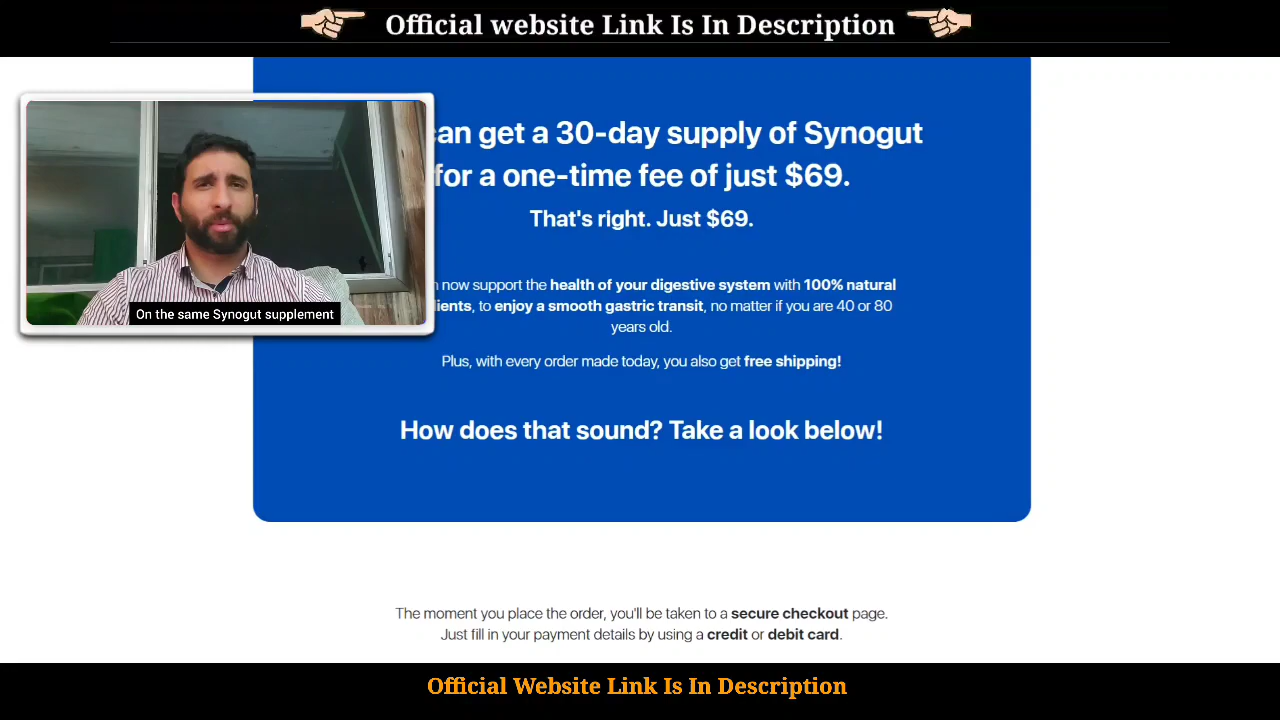 Official website Link Is In Description
can get a 30-day supply of Synogut
for a one-time fee of just $69.
That's right. Just $69.
now support the health of your digestive system with 100% natural
, to enjoy a smooth gastric transit, no matter if you are 40 or 80
years old.
On the same Synogut supplement
Plus, with every order made today, you also get free shipping!
How does that sound? Take a look below!
The moment you place the order, you'll be taken to a secure checkout page.
Just fill in your payment details by using a credit or debit card.
Official Website Link Is In Description